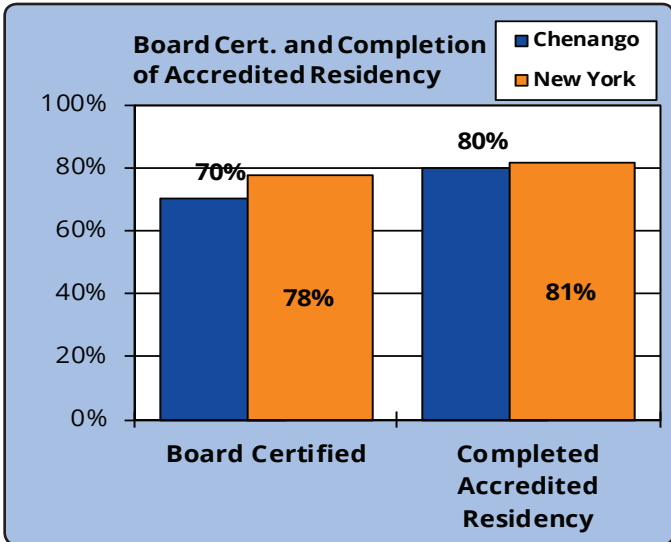 Board Cert. and Completion
of Accredited Residency
Chenango
New York
100%
80%
60%
40%
20%
0%
70%
78%
80%
81%
Board Certified
Completed
Accredited
Residency